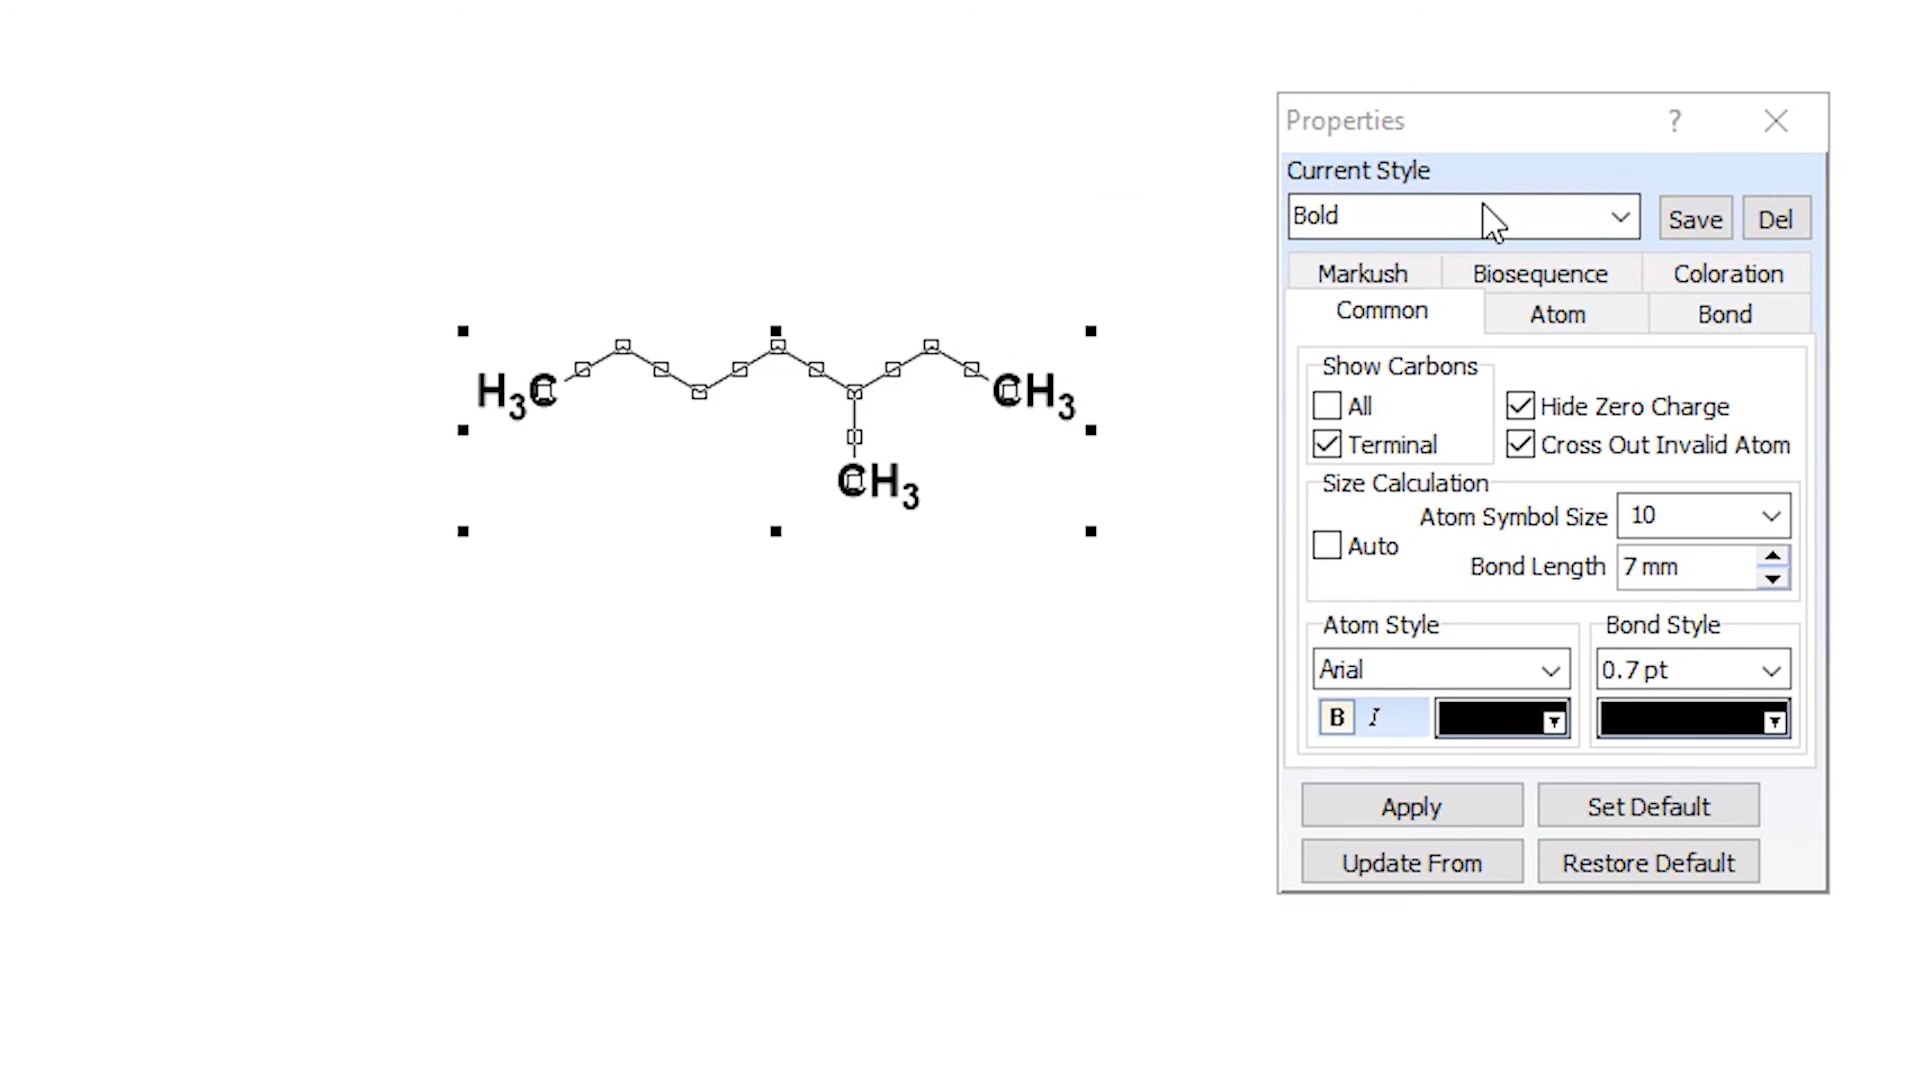 H3C
CH3
CH3
Properties
?
Current Style
Bold
Save
Del
Markush
Biosequence
Coloration
Common
Atom
Bond
Show Carbons
All
Terminal
Hide Zero Charge
Cross Out Invalid Atom
Size Calculation
Auto
Atom Symbol Size
10
Bond Length
7 mm
Atom Style
Arial
B I
Bond Style
0.7 pt
Apply
Set Default
Update From
Restore Default